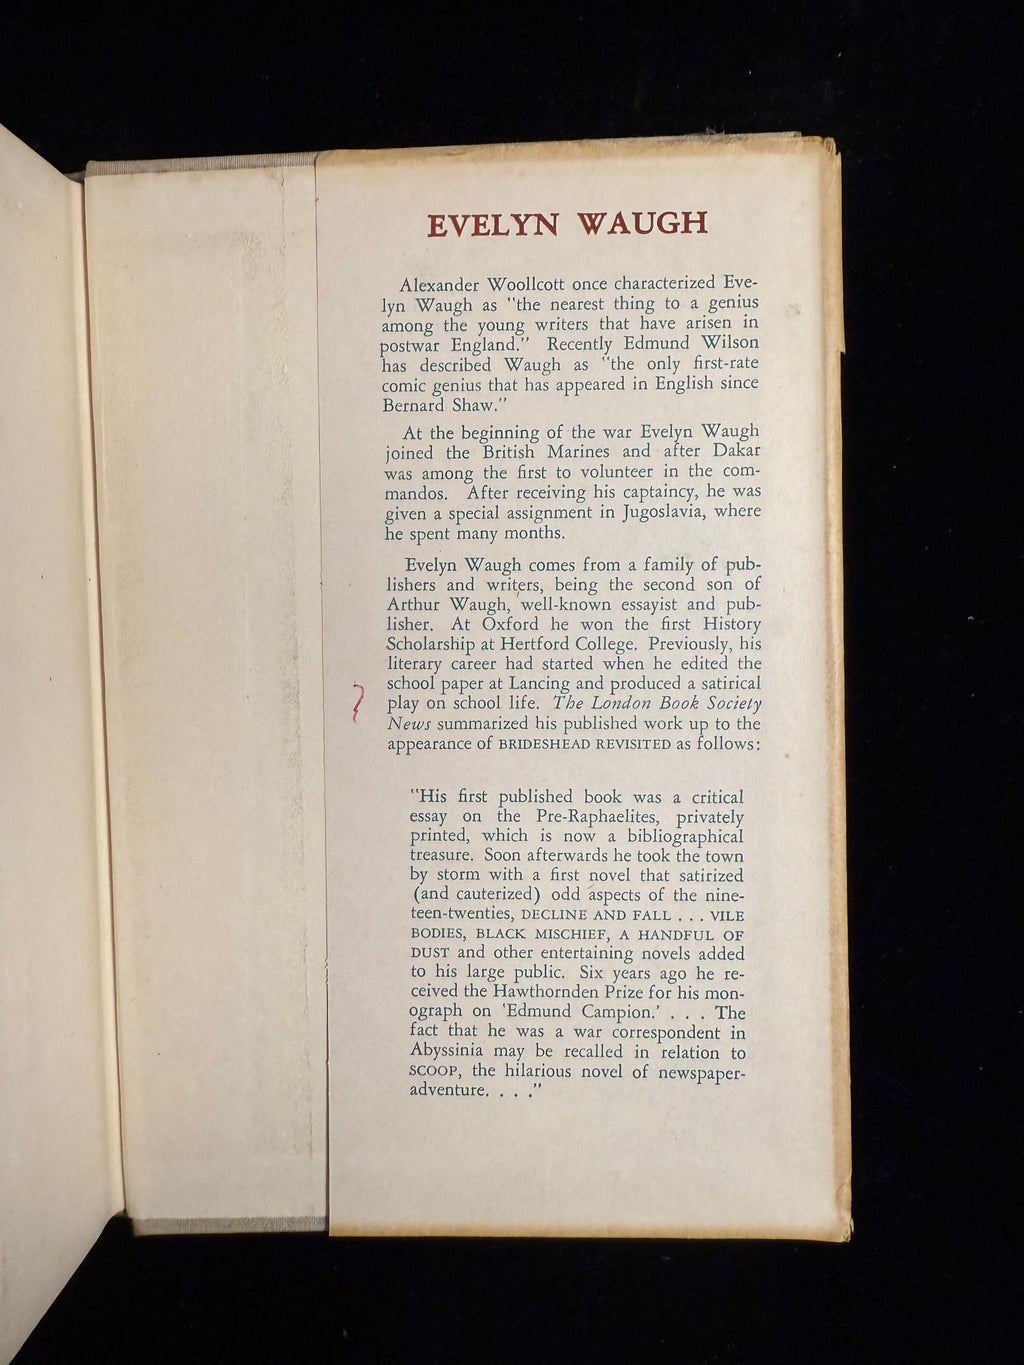 EVELYN WAUGH
Alexander Woollcott once characterized Eve-
lyn Waugh as "the nearest thing to a genius
among the young writers that have arisen in
postwar England." Recently Edmund Wilson
has described Waugh as "the only first-rate
comic genius that has appeared in English since
Bernard Shaw."
At the beginning of the war Evelyn Waugh
joined the British Marines and after Dakar
was among the first to volunteer in the com-
mandos. After receiving his captaincy, he was
given a special assignment in Jugoslavia, where
he spent many months.
Evelyn Waugh comes from a family of pub-
lishers and writers, being the second son of
Arthur Waugh, well-known essayist and pub-
lisher. At Oxford he won the first History
Scholarship at Hertford College. Previously, his
literary career had started when he edited the
school paper at Lancing and produced a satirical
play on school life. The London Book Society
News summarized his published work up to the
appearance of BRIDESHEAD REVISITED as follows:
"His first published book was a critical
essay on the Pre-Raphaelites, privately
printed, which is now a bibliographical
treasure. Soon afterwards he took the town
by storm with a first novel that satirized
(and cauterized) odd aspects of the nine-
teen-twenties, DECLINE AND FALL . . . VILE
BODIES, BLACK MISCHIEF, A HANDFUL OF
DUST and other entertaining novels added
to his large public. Six years ago he re-
ceived the Hawthornden Prize for his mon-
ograph on 'Edmund Campion.' . . . The
fact that he was a war correspondent in
Abyssinia may be recalled in relation to
SCOOP, the hilarious novel of newspaper-
adventure. . . ."